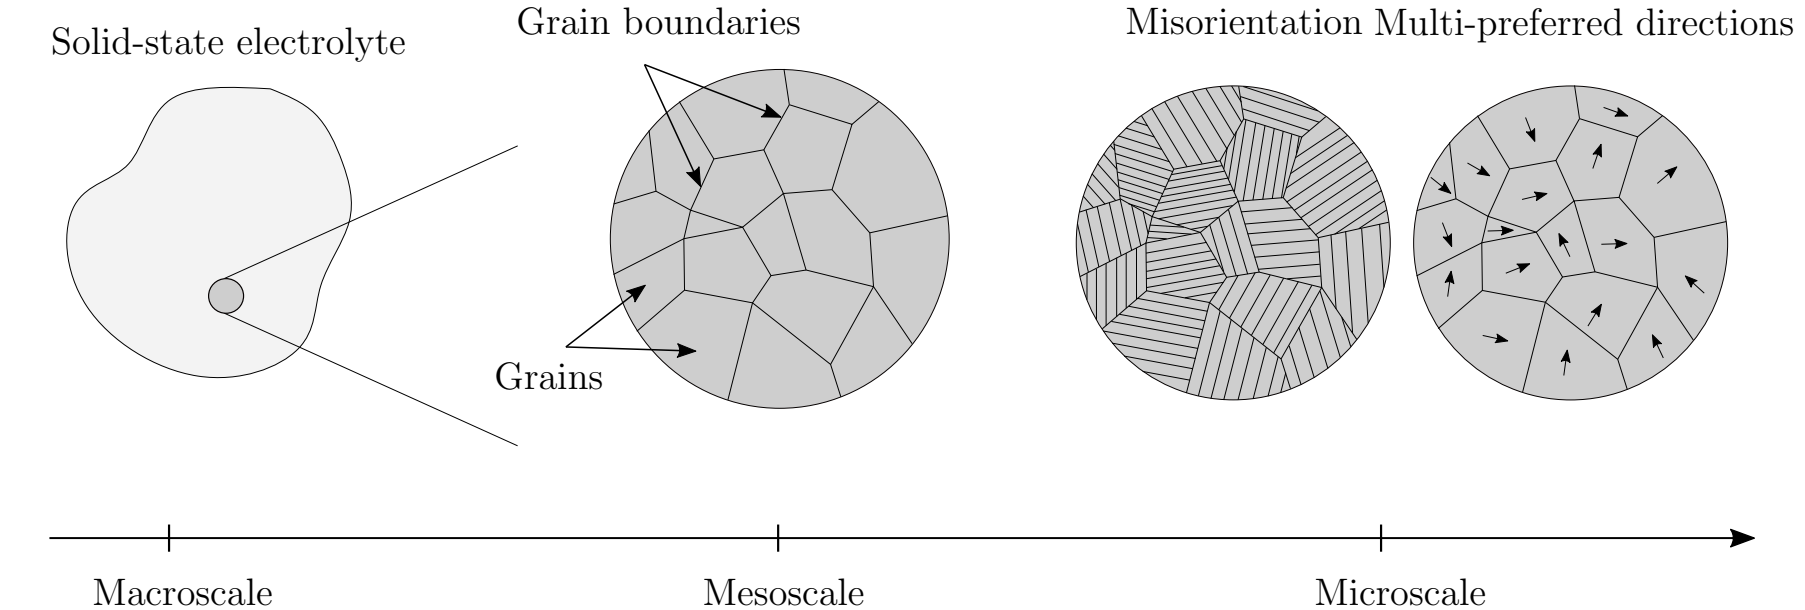 Solid-state electrolyte
Grain boundaries
Misorientation
Multi-preferred directions
Grains
Macroscale
Mesoscale
Microscale